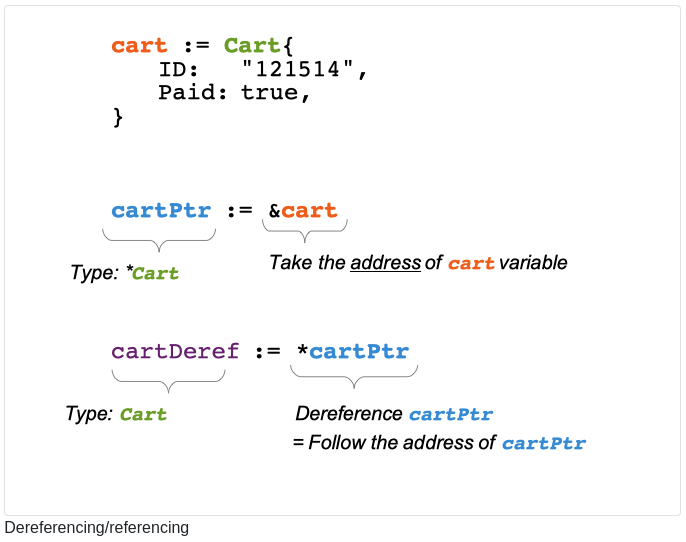 cart := Cart{
ID: "121514",
Paid: true,
}
cartPtr := &cart
Type: *Cart
Take the address of cart variable
cartDeref := *cartPtr
Type: Cart
Dereference cartPtr
= Follow the address of cartPtr
Dereferencing/referencing